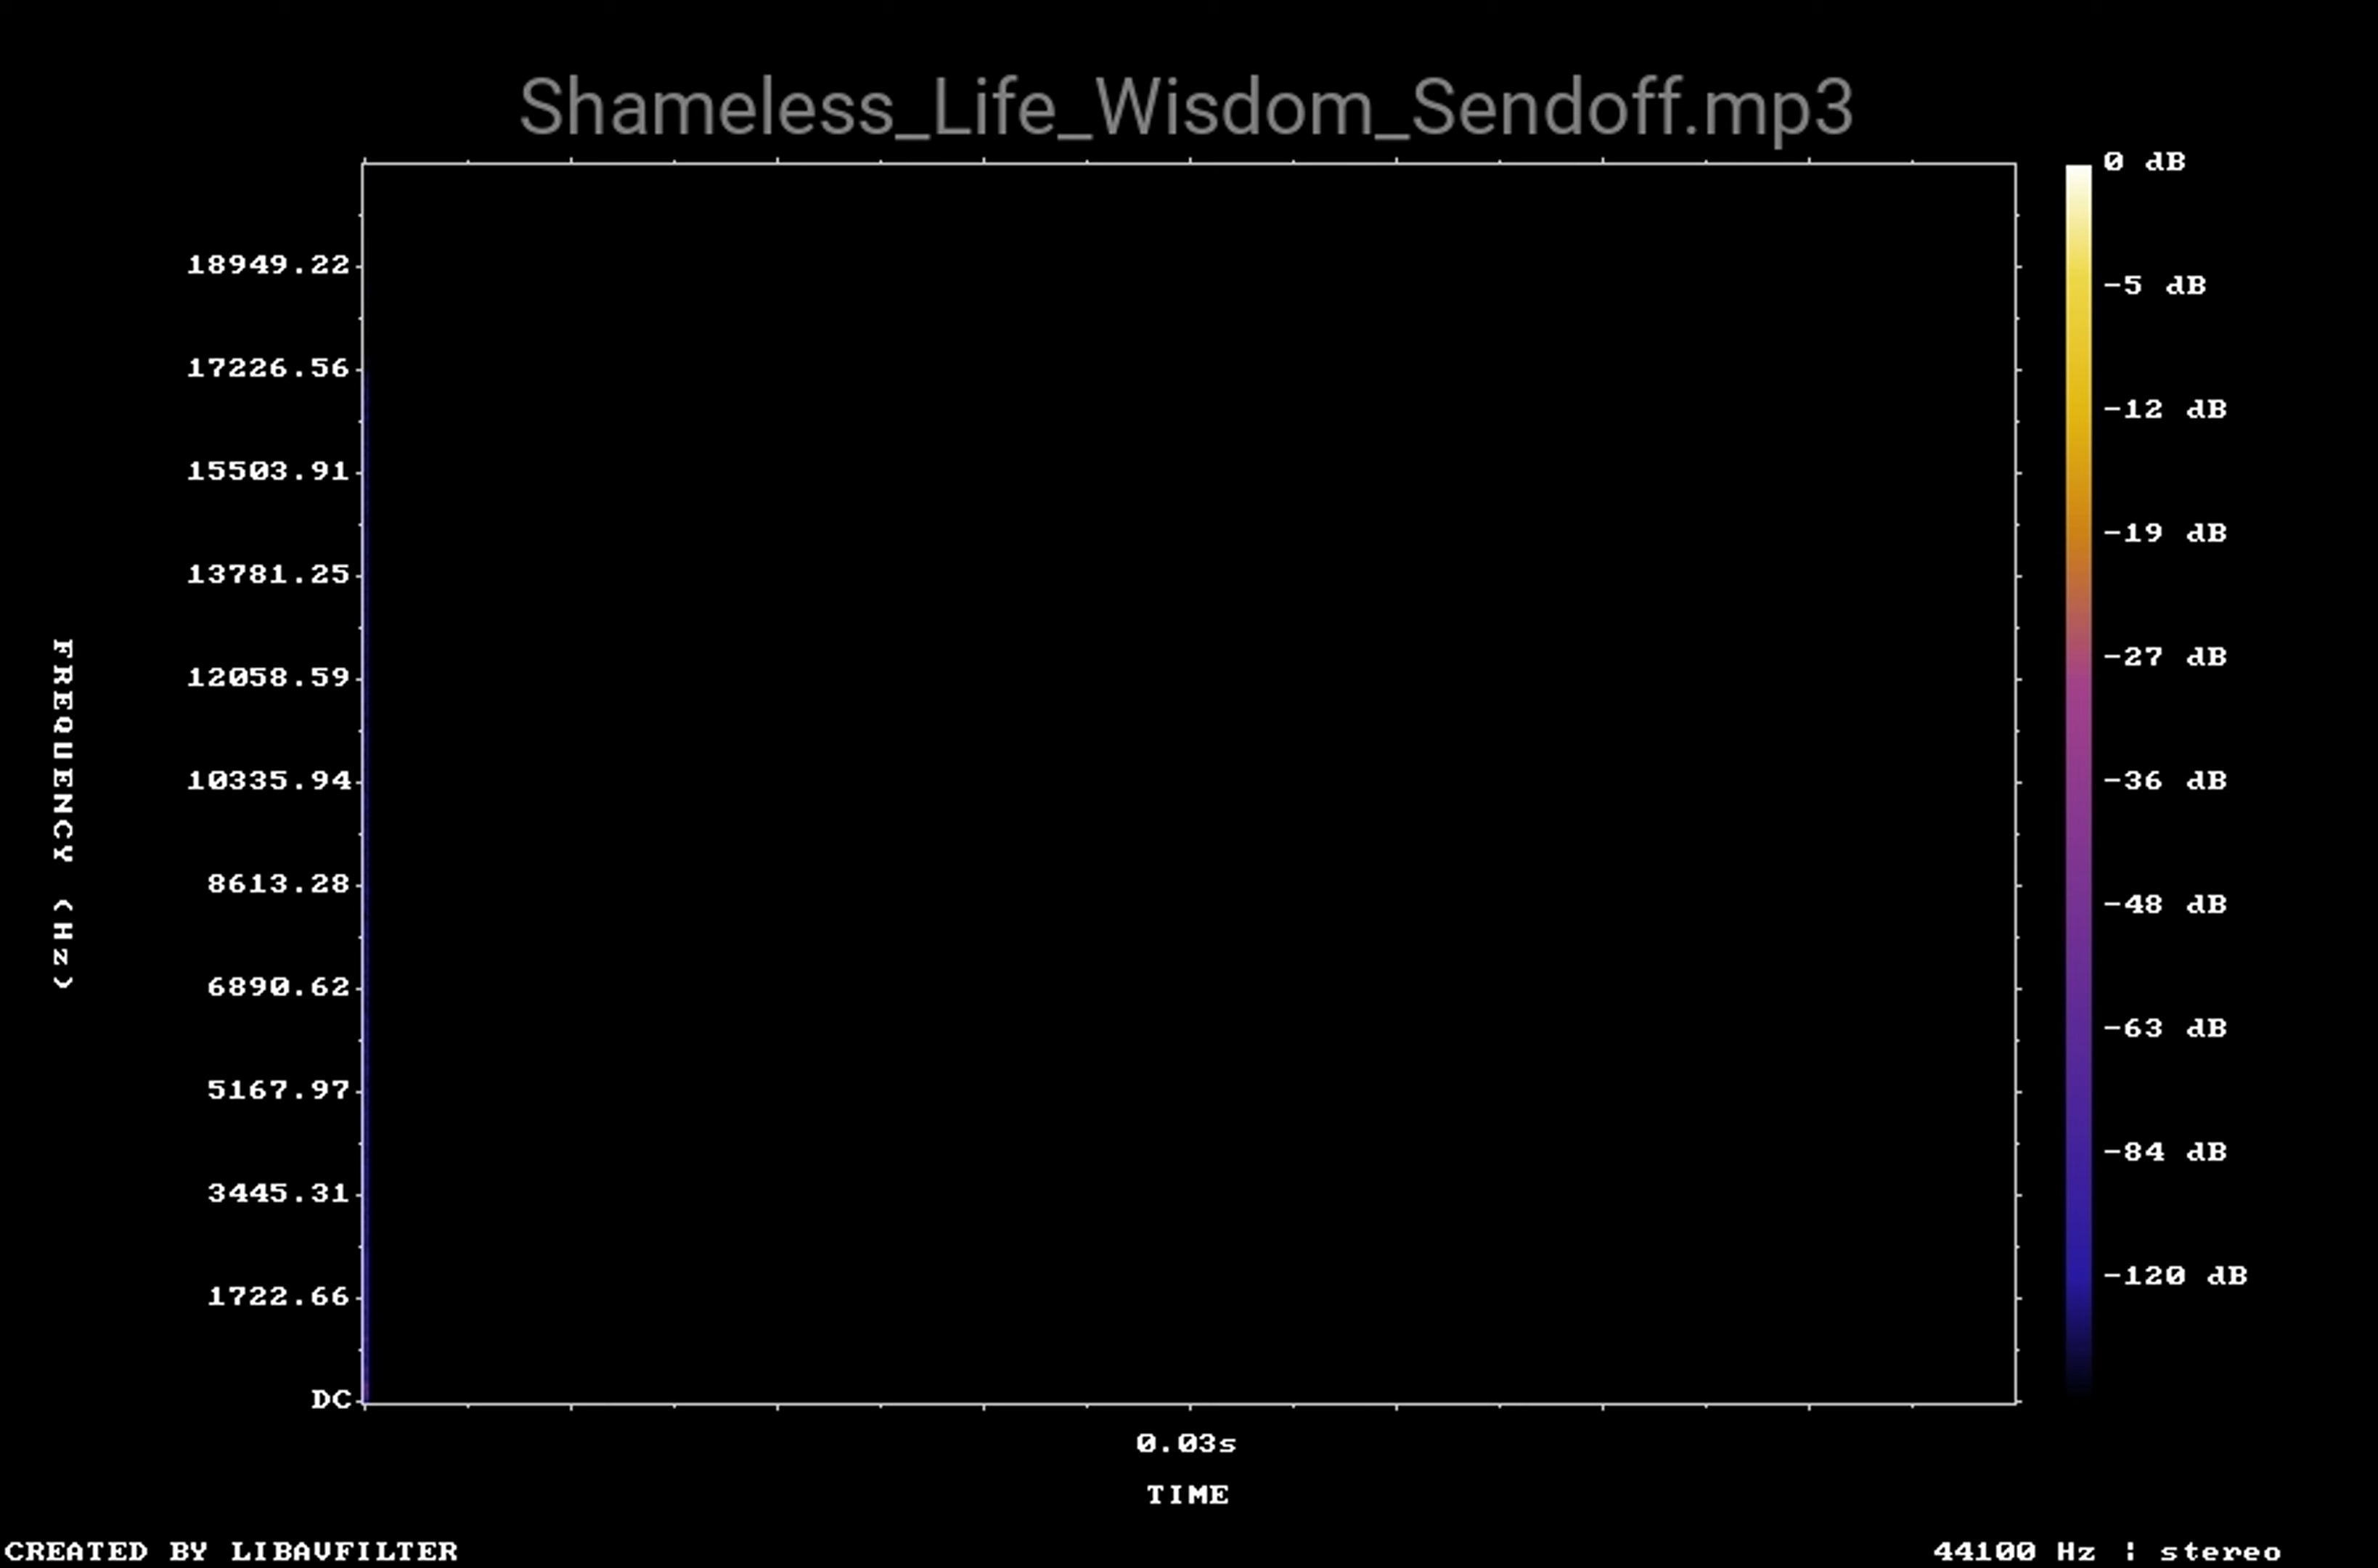 Shameless_Life_Wisdom_Sendoff.mp3
0 dB
18949.22
-5 dB
17226.56
-12 dB
15503.91
-19 dB
13781.25
-27 dB
12058.59
-36 dB
10335.94
-48 dB
8613.28
FREQUENCY (Hz)
6890.62
-63 dB
5167.97
-84 dB
3445.31
-120 dB
1722.66
DC
0.03s
TIME
CREATED BY LIBAVFILTER
44100 Hz | stereo